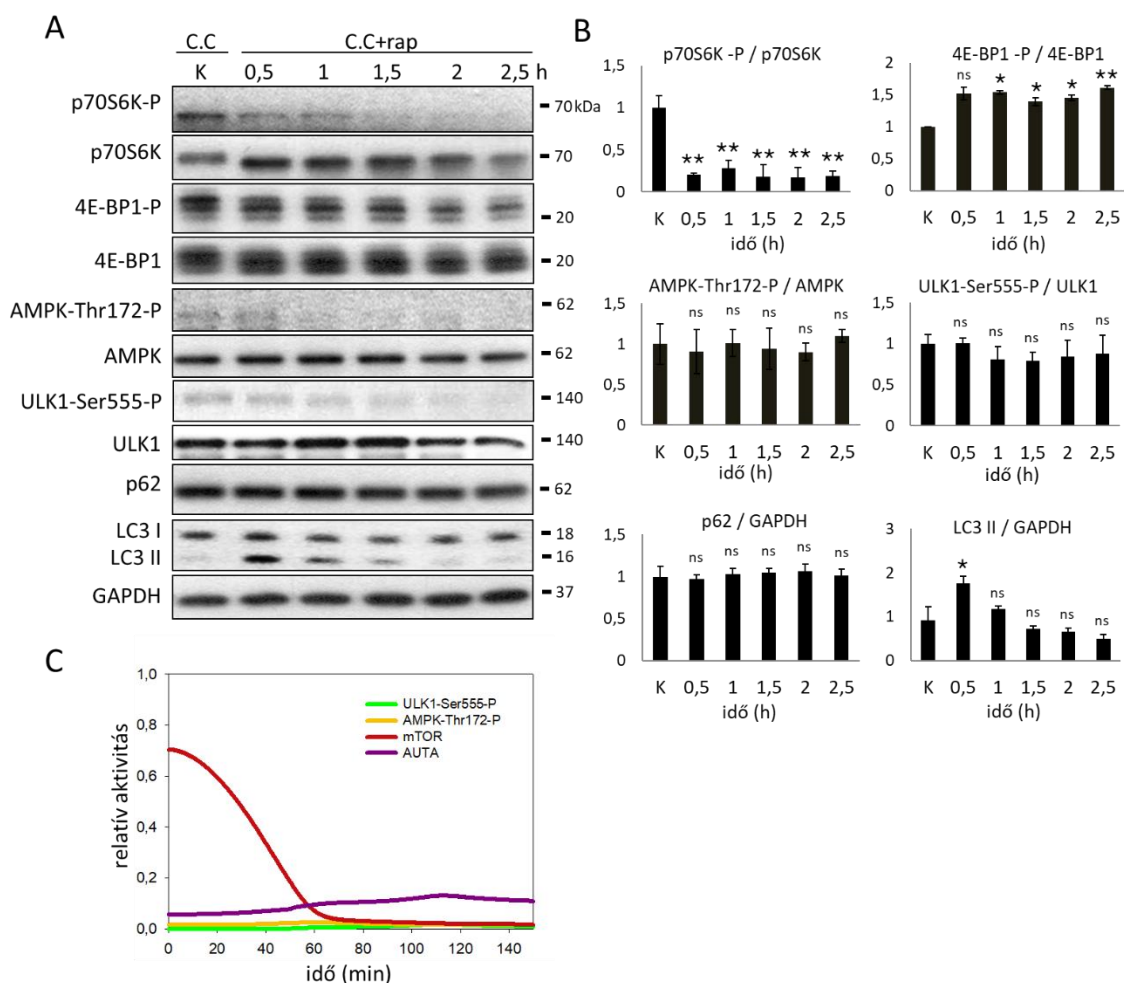 A
C.C
C.C+rap
K
0,5
1
1,5
2
2,5
h
p70S6K-P
70 kDa
p70S6K
70
4E-BP1-P
20
4E-BP1
20
AMPK-Thr172-P
62
AMPK
62
ULK1-Ser555-P
140
ULK1
140
p62
62
LC3 I
18
LC3 II
16
GAPDH
37
B
p70S6K -P / p70S6K
1,5
1
0,5
0
**
**
**
**
**
K 0,5 1 1,5 2 2,5
idő (h)
4E-BP1 -P / 4E-BP1
2
1,5
1
0,5
0
ns
*
*
*
**
K 0,5 1 1,5 2 2,5
idő (h)
AMPK-Thr172-P / AMPK
1,5
1
0,5
0
ns
ns
ns
ns
ns
K 0,5 1 1,5 2 2,5
idő (h)
ULK1-Ser555-P / ULK1
1,5
1
0,5
0
ns
ns
ns
ns
ns
K 0,5 1 1,5 2 2,5
idő (h)
p62 / GAPDH
1,5
1
0,5
0
ns
ns
ns
ns
ns
K 0,5 1 1,5 2 2,5
idő (h)
LC3 II / GAPDH
3
2
1
0
*
ns
ns
ns
ns
K 0,5 1 1,5 2 2,5
idő (h)
C
relatív aktivitás
1,0
0,8
0,6
0,4
0,2
0,0
ULK1-Ser555-P
AMPK-Thr172-P
mTOR
AUTA
0 20 40 60 80 100 120 140
idő (min)